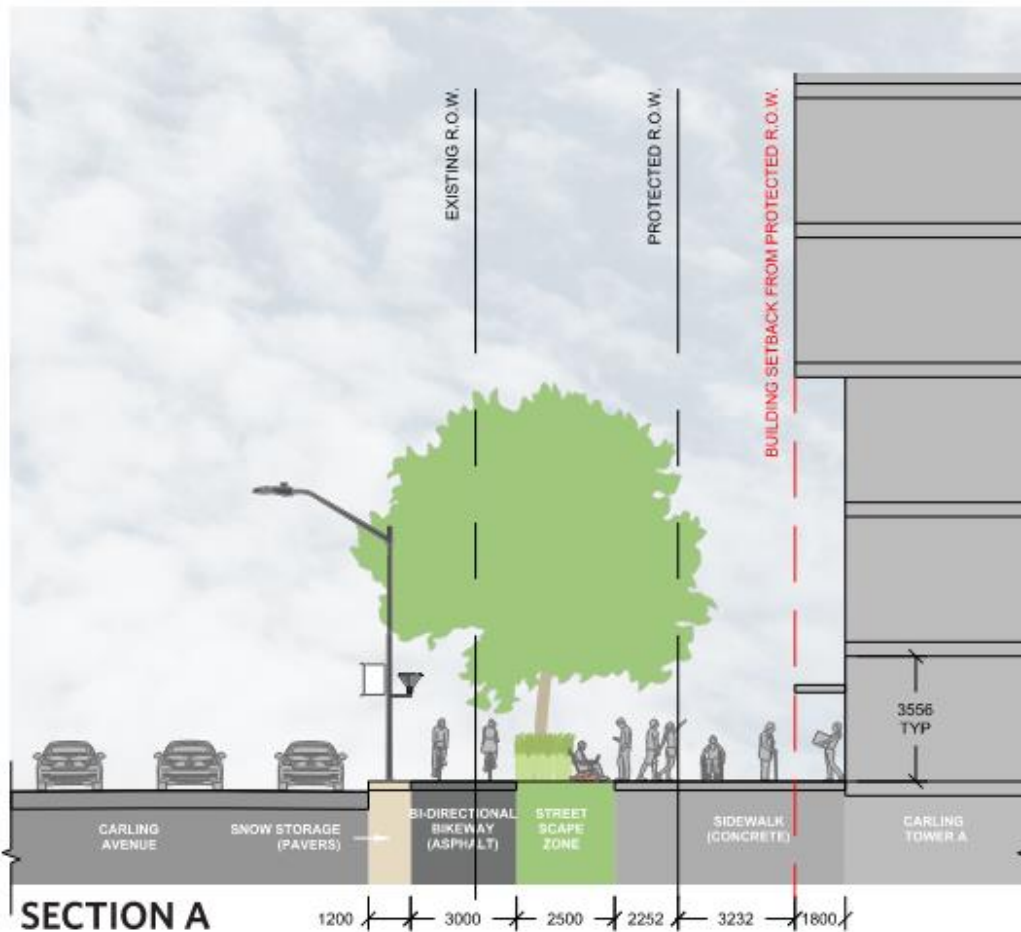 EXISTING R.O.W.
PROTECTED R.O.W.
BUILDING SETBACK FROM PROTECTED R.O.W.
3556
TYP
CARLING
AVENUE
SNOW STORAGE
(PAVERS)
BI-DIRECTIONAL
BIKEWAY
(ASPHALT)
STREET
SCAPE
ZONE
SIDEWALK
(CONCRETE)
CARLING
TOWER A
SECTION A
1200
3000
2500
2252
3232
1800